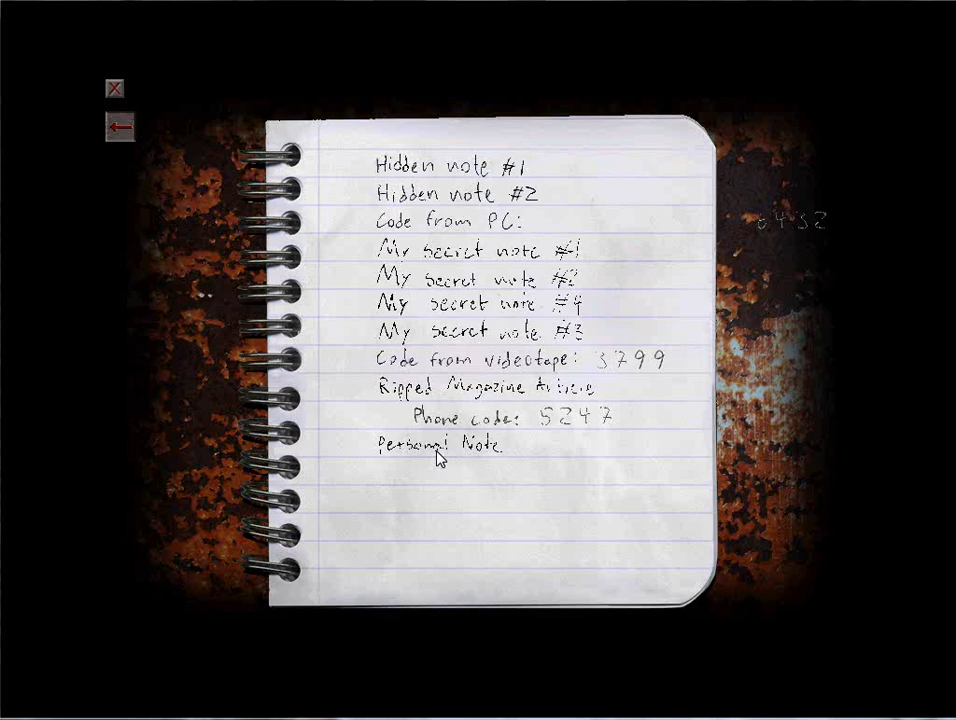 Hidden note #1
Hidden note #2
Code from PC: 6432
My secret note #1
My secret note #2
My secret note #4
My secret note #3
Code from videotape: 3799
Ripped Magazine Article
Phone code: 5247
Personal Note